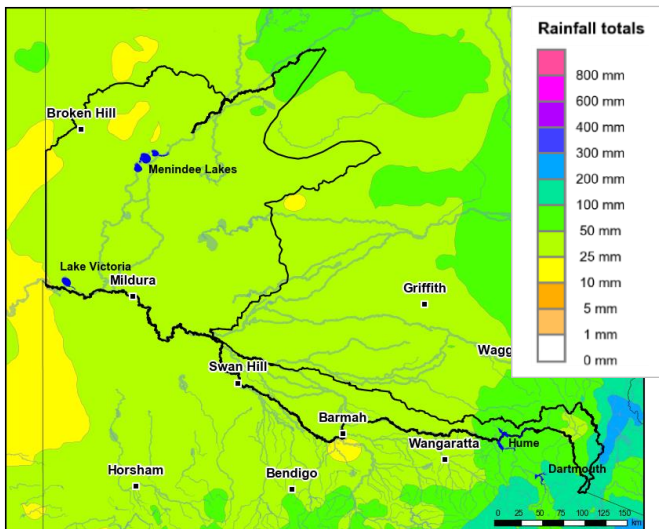 Rainfall totals
800 mm
600 mm
400 mm
300 mm
200 mm
100 mm
50 mm
25 mm
10 mm
5 mm
1 mm
0 mm
Broken Hill
Menindee Lakes
Lake Victoria
Mildura
Griffith
Wagg
Swan Hill
Barmah
Wangaratta
Hume
Dartmouth
Horsham
Bendigo
0 25 50 75 100 125 150
km